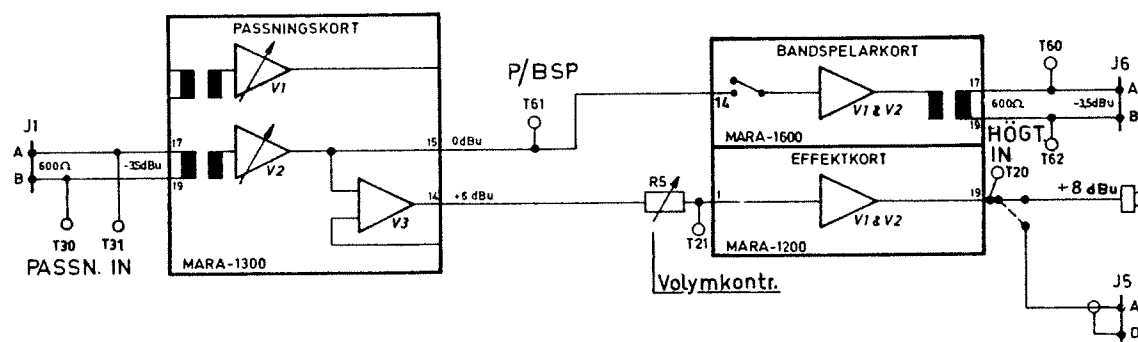 PASSNINGSKORT
V1
J1
A
B
600Ω
-35dBu
17
19
V2
V3
15
14
0dBu
+6 dBu
T30
T31
PASSN. IN
MARA-1300
P/BSP
T61
R5
T21
Volymkontr.
BANDSPELARKORT
14
V1 & V2
MARA-1600
17
19
600Ω
-3,5dBu
T60
T62
J6
A
B
EFFEKTKORT
1
V1 & V2
19
MARA-1200
HÖGT.
IN
T20
+8 dBu
J5
A
D